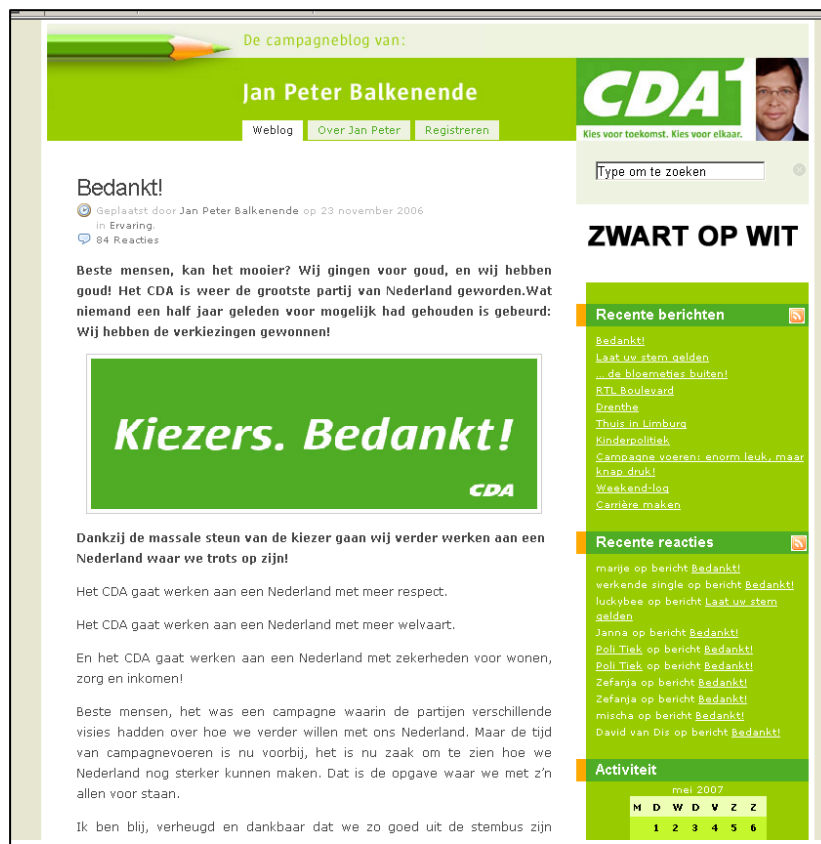 De campagneblog van:
Jan Peter Balkenende
Weblog Over Jan Peter Registreren
CDA1
Kies voor toekomst. Kies voor elkaar.
Type om te zoeken
Bedankt!
Geplaatst door Jan Peter Balkenende op 23 november 2006
in Ervaring.
84 Reacties
Beste mensen, kan het mooier? Wij gingen voor goud, en wij hebben
goud! Het CDA is weer de grootste partij van Nederland geworden.Wat
niemand een half jaar geleden voor mogelijk had gehouden is gebeurd:
Wij hebben de verkiezingen gewonnen!
Kiezers. Bedankt!
CDA
Dankzij de massale steun van de kiezer gaan wij verder werken aan een
Nederland waar we trots op zijn!
Het CDA gaat werken aan een Nederland met meer respect.
Het CDA gaat werken aan een Nederland met meer welvaart.
En het CDA gaat werken aan een Nederland met zekerheden voor wonen,
zorg en inkomen!
Beste mensen, het was een campagne waarin de partijen verschillende
visies hadden over hoe we verder willen met ons Nederland. Maar de tijd
van campagnevoeren is nu voorbij, het is nu zaak om te zien hoe we
Nederland nog sterker kunnen maken. Dat is de opgave waar we met z'n
allen voor staan.
Ik ben blij, verheugd en dankbaar dat we zo goed uit de stembus zijn
ZWART OP WIT
Recente berichten
Bedankt!
Laat uw stem gelden
... de bloemetjes buiten!
RTL Boulevard
Drenthe
Thuis in Limburg
Kinderpolitiek
Campagne voeren: enorm leuk, maar
knap druk!
Weekend-log
Carrière maken
Recente reacties
marije op bericht Bedankt!
werkende single op bericht Bedankt!
luckybee op bericht Laat uw stem
gelden
Janna op bericht Bedankt!
Poli Tiek op bericht Bedankt!
Poli Tiek op bericht Bedankt!
Zefanja op bericht Bedankt!
Zefanja op bericht Bedankt!
mischa op bericht Bedankt!
David van Dis op bericht Bedankt!
Activiteit
mei 2007
M D W D V Z Z
1 2 3 4 5 6